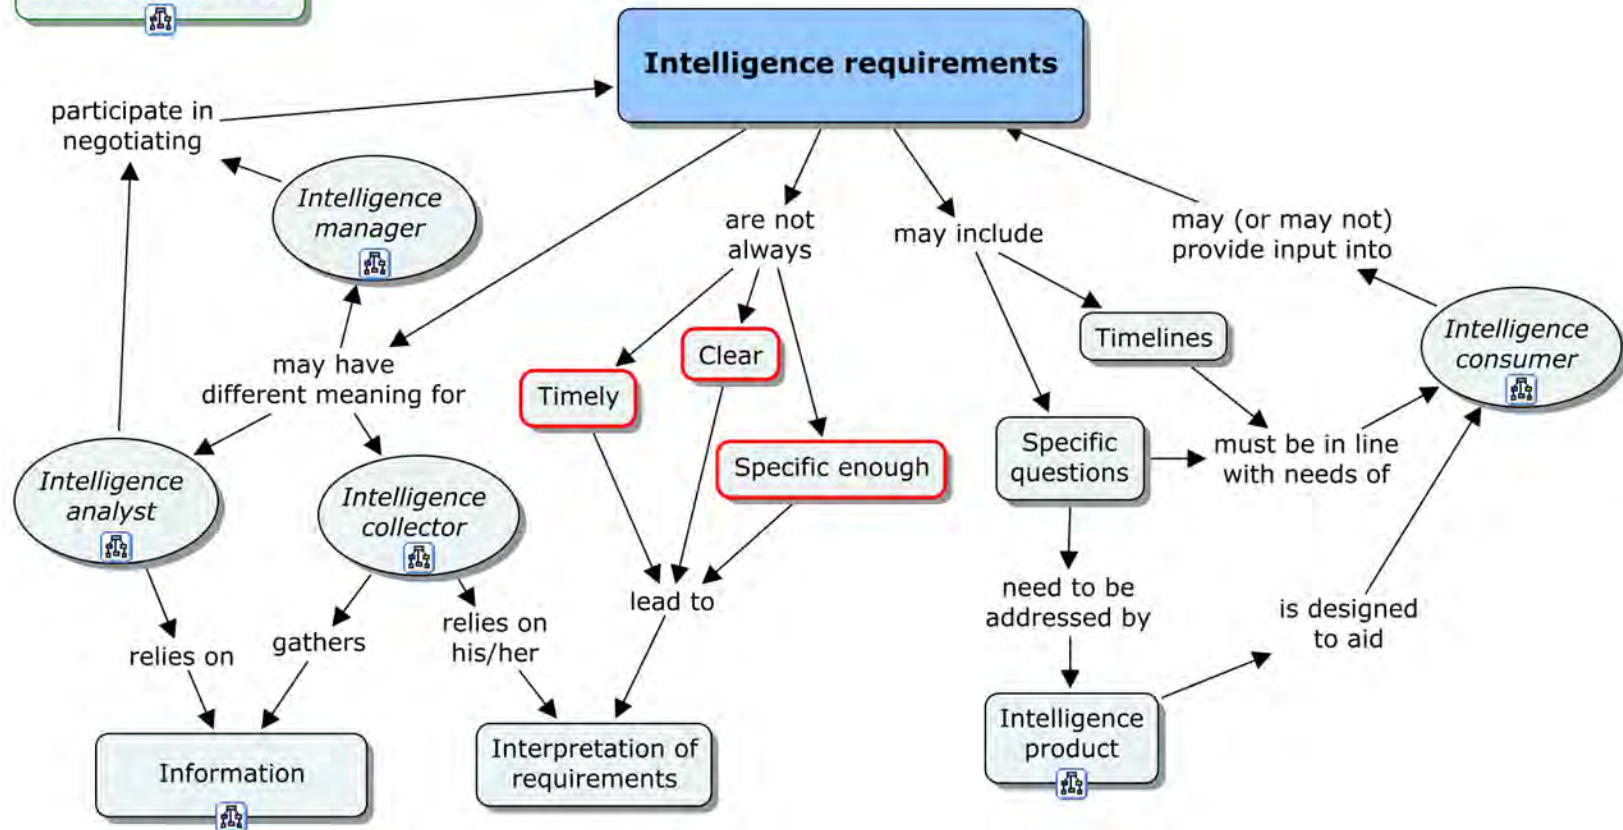 Intelligence requirements
participate in
negotiating
Intelligence
manager
are not
always
may include
may (or may not)
provide input into
Timelines
Intelligence
consumer
Clear
may have
different meaning for
Timely
Specific enough
Specific
questions
must be in line
with needs of
Intelligence
analyst
Intelligence
collector
lead to
need to be
addressed by
is designed
to aid
relies on
gathers
relies on
his/her
Information
Interpretation of
requirements
Intelligence
product